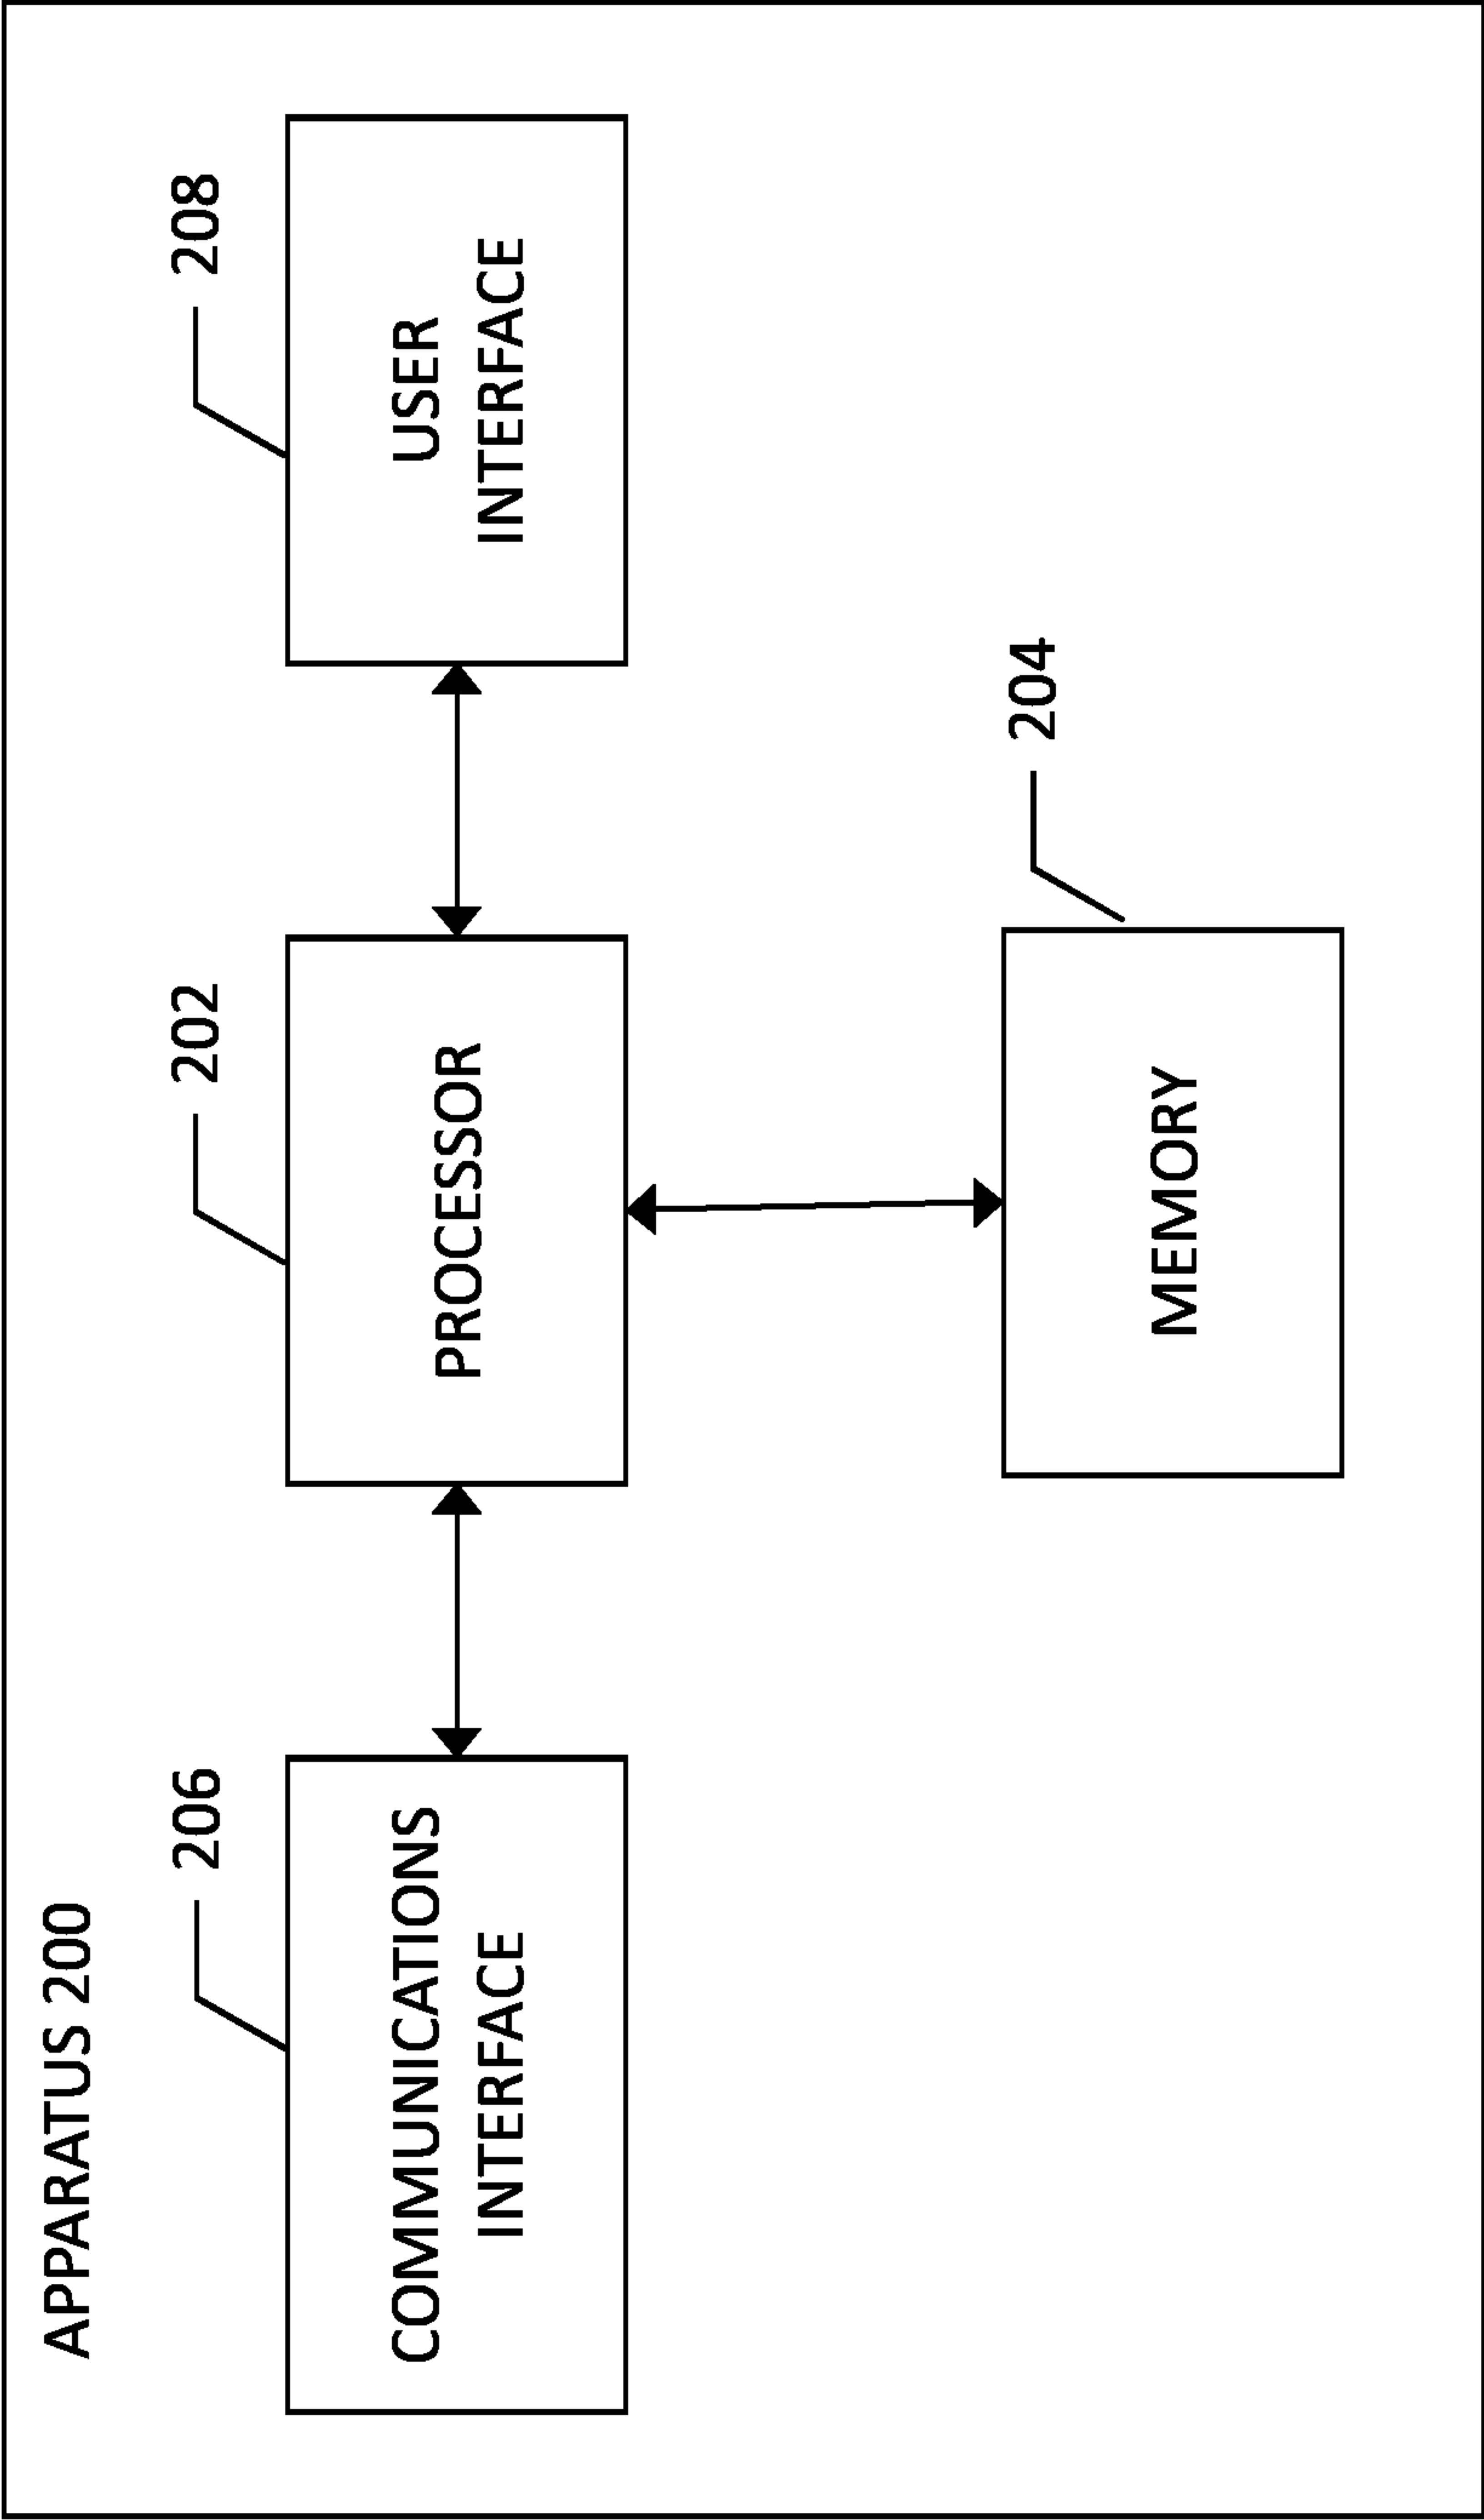 APPARATUS 200
206
COMMUNICATIONS
INTERFACE
202
PROCESSOR
208
USER
INTERFACE
204
MEMORY